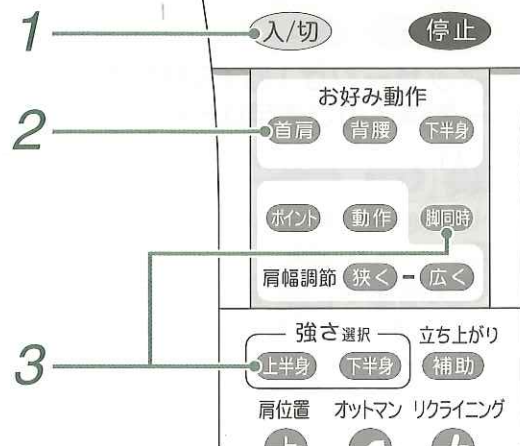 1 入/切 停止
お好み動作
2 首肩 背腰 下半身
ポイント 動作 脚同時
肩幅調節 狭く - 広く
強さ選択 立ち上がり
3 上半身 下半身 補助
肩位置 オットマン リクライニング
上